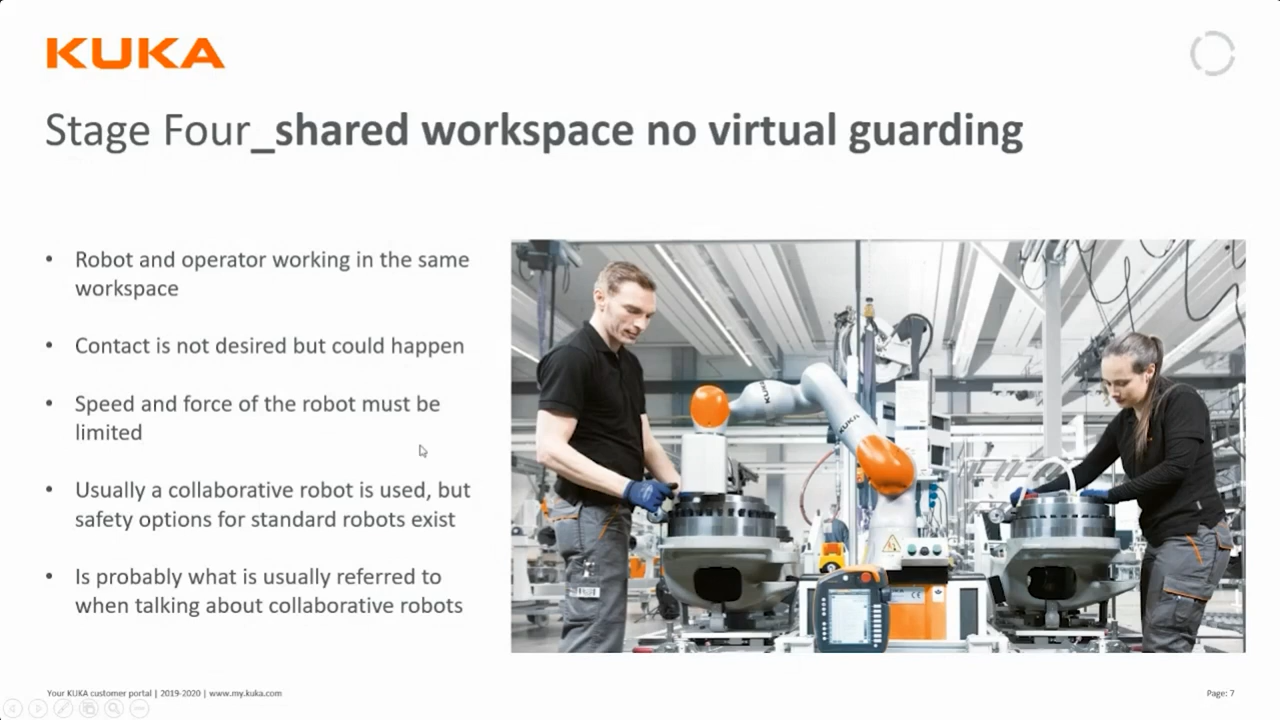 KUKA
Stage Four_shared workspace no virtual guarding
• Robot and operator working in the same
workspace
• Contact is not desired but could happen
• Speed and force of the robot must be
limited
• Usually a collaborative robot is used, but
safety options for standard robots exist
• Is probably what is usually referred to
when talking about collaborative robots
KUKA
KUKA
CE
Your KUKA customer portal | 2019-2020 | www.my.kuka.com
Page: 7